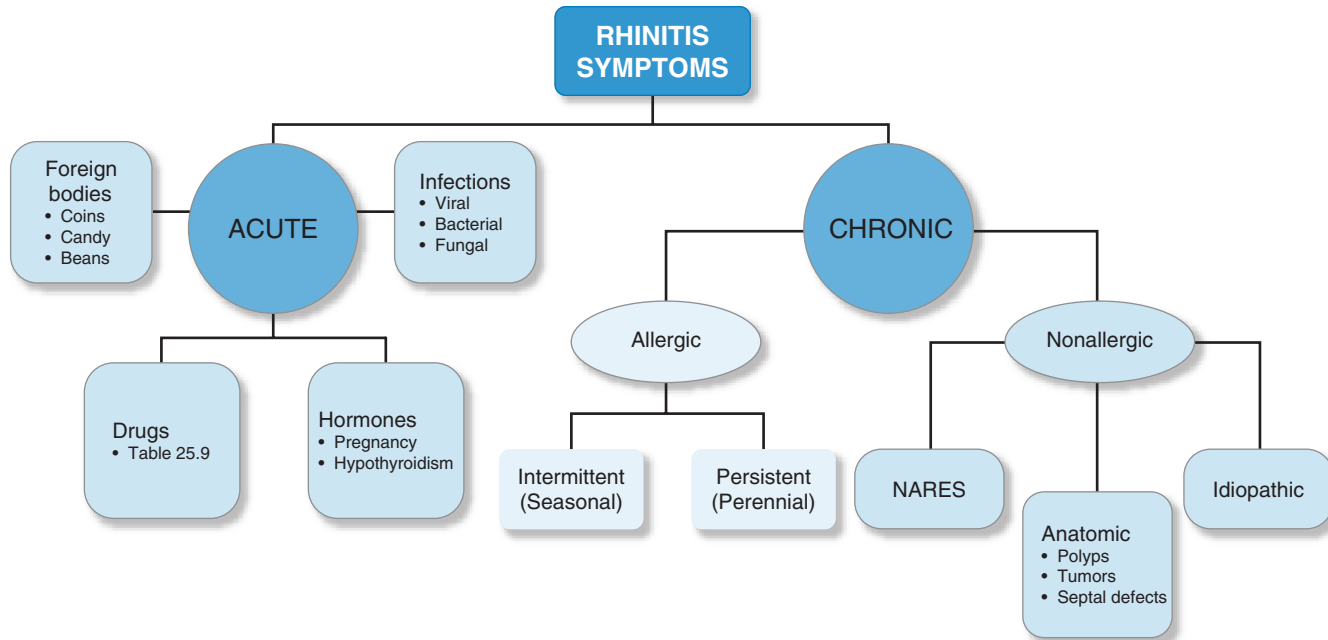 RHINITIS
SYMPTOMS
Foreign
bodies
• Coins
• Candy
• Beans
ACUTE
Infections
• Viral
• Bacterial
• Fungal
Drugs
• Table 25.9
Hormones
• Pregnancy
• Hypothyroidism
CHRONIC
Allergic
Intermittent
(Seasonal)
Persistent
(Perennial)
Nonallergic
NARES
Anatomic
• Polyps
• Tumors
• Septal defects
Idiopathic